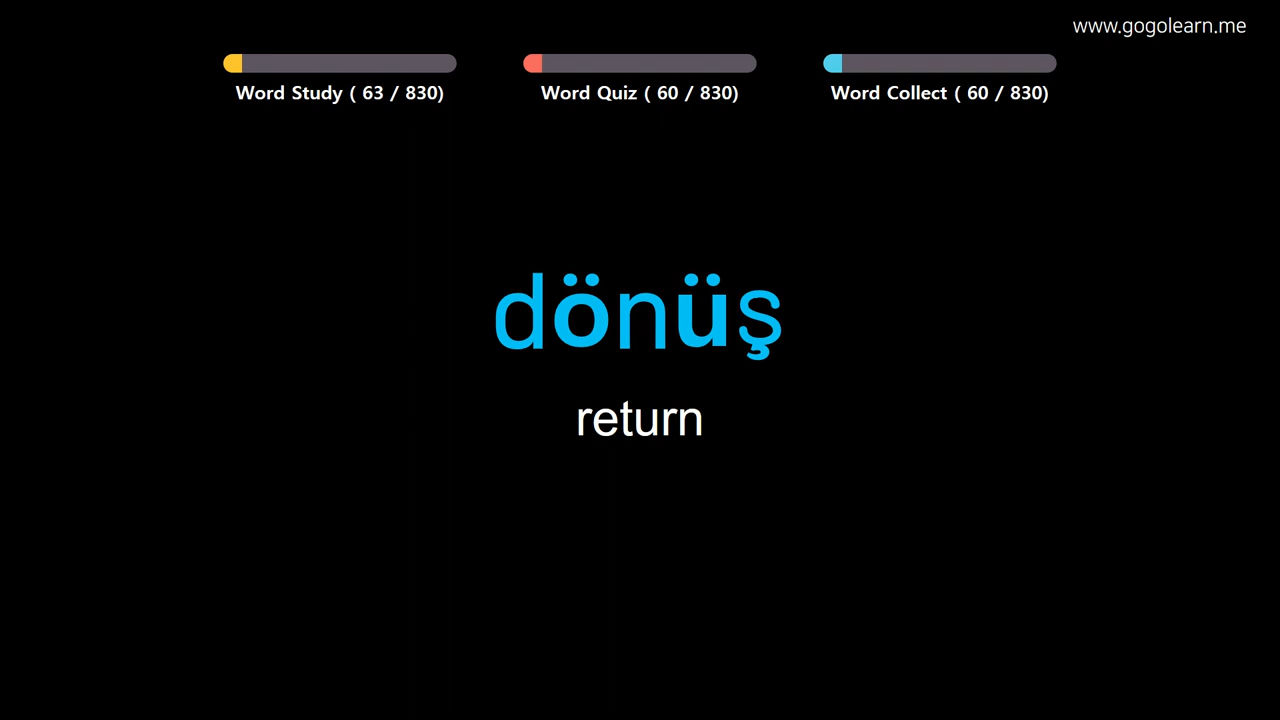 www.gogolearn.me
Word Study ( 63 / 830)
Word Quiz ( 60 / 830)
Word Collect ( 60 / 830)
dönüş
return